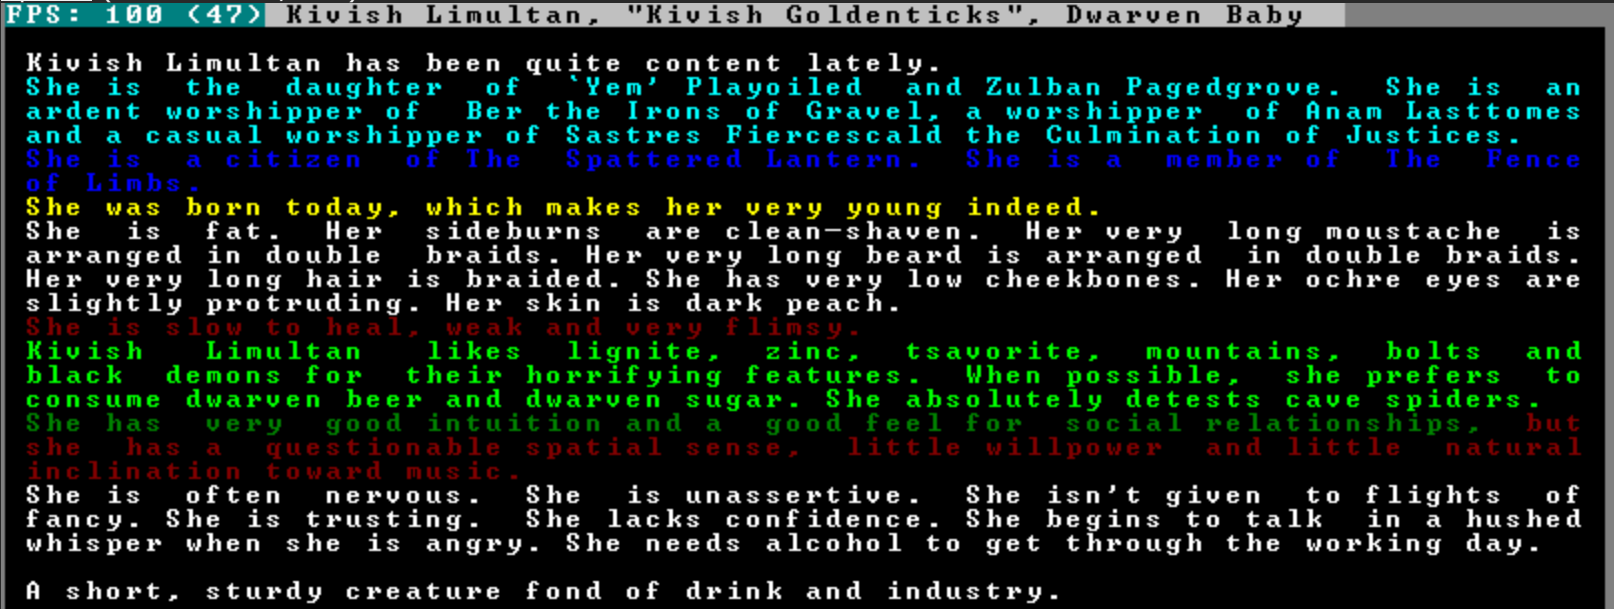 FPS: 100 (47) Kivish Limultan, "Kivish Goldenticks", Dwarven Baby
Kivish Limultan has been quite content lately.
She is the daughter of `Yem' Playoiled and Zulban Pagedgrove. She is an
ardent worshipper of Ber the Irons of Gravel, a worshipper of Anam Lasttomes
and a casual worshipper of Sastres Fiercescald the Culmination of Justices.
She is a citizen of The Spattered Lantern. She is a member of The Fence
of Limbs.
She was born today, which makes her very young indeed.
She is fat. Her sideburns are clean-shaven. Her very long moustache is
arranged in double braids. Her very long beard is arranged in double braids.
Her very long hair is braided. She has very low cheekbones. Her ochre eyes are
slightly protruding. Her skin is dark peach.
She is slow to heal, weak and very flimsy.
Kivish Limultan likes lignite, zinc, tsavorite, mountains, bolts and
black demons for their horrifying features. When possible, she prefers to
consume dwarven beer and dwarven sugar. She absolutely detests cave spiders.
She has very good intuition and a good feel for social relationships, but
she has a questionable spatial sense, little willpower and little natural
inclination toward music.
She is often nervous. She is unassertive. She isn't given to flights of
fancy. She is trusting. She lacks confidence. She begins to talk in a hushed
whisper when she is angry. She needs alcohol to get through the working day.
A short, sturdy creature fond of drink and industry.